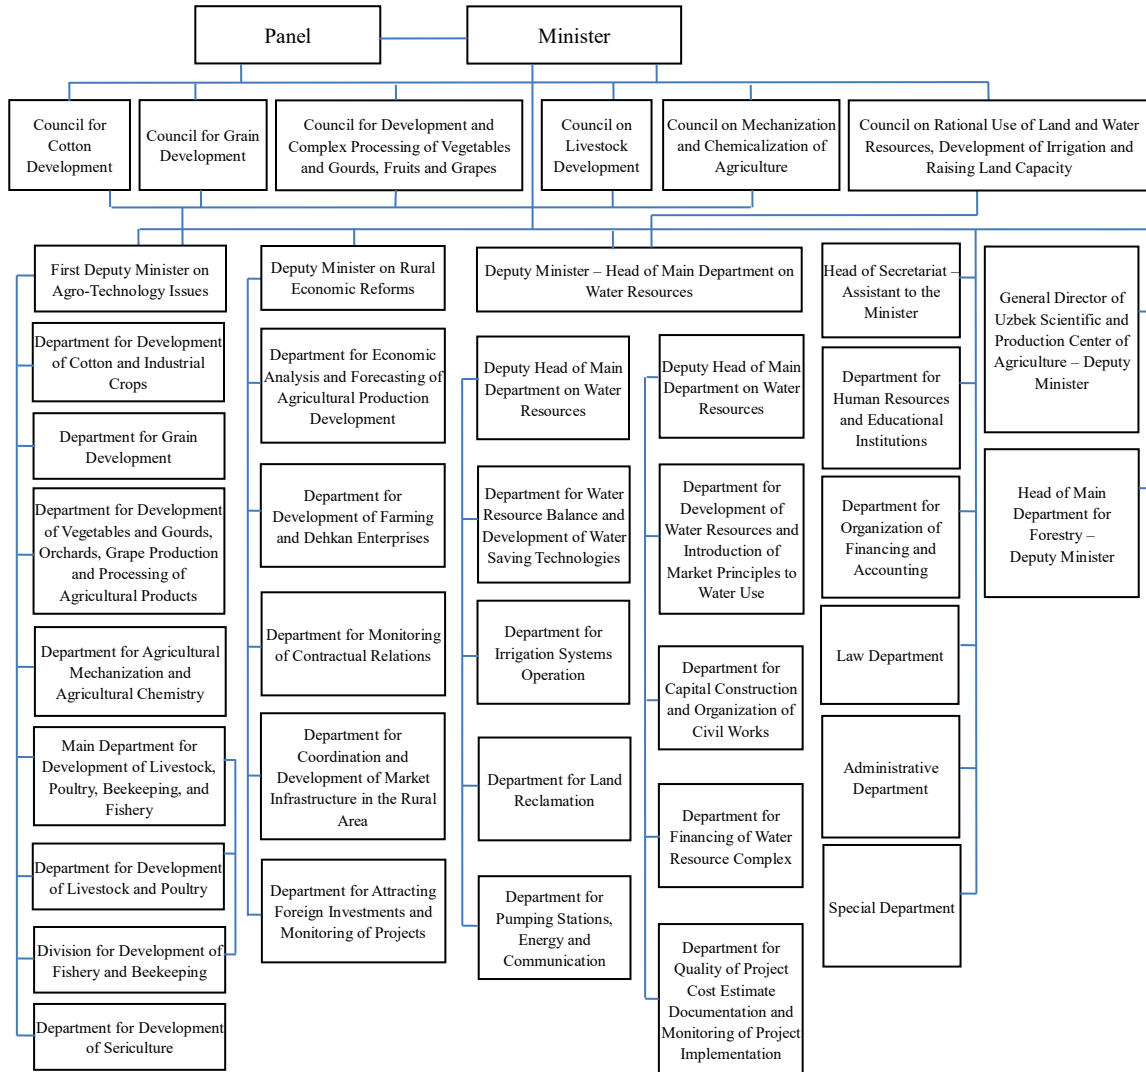 Panel
Minister
Council for
Cotton
Development
Council for Grain
Development
Council for Development and
Complex Processing of Vegetables
and Gourds, Fruits and Grapes
Council on
Livestock
Development
Council on Mechanization
and Chemicalization of
Agriculture
Council on Rational Use of Land and Water
Resources, Development of Irrigation and
Raising Land Capacity
First Deputy Minister on
Agro-Technology Issues
Department for Development
of Cotton and Industrial
Crops
Department for Grain
Development
Department for Development
of Vegetables and Gourds,
Orchards, Grape Production
and Processing of
Agricultural Products
Department for Agricultural
Mechanization and
Agricultural Chemistry
Main Department for
Development of Livestock,
Poultry, Beekeeping, and
Fishery
Department for Development
of Livestock and Poultry
Division for Development of
Fishery and Beekeeping
Department for Development
of Sericulture
Deputy Minister on Rural
Economic Reforms
Department for Economic
Analysis and Forecasting of
Agricultural Production
Development
Department for
Development of Farming
and Dehkan Enterprises
Department for Monitoring
of Contractual Relations
Department for
Coordination and
Development of Market
Infrastructure in the Rural
Area
Department for Attracting
Foreign Investments and
Monitoring of Projects
Deputy Minister – Head of Main Department on
Water Resources
Deputy Head of Main
Department on Water
Resources
Department for Water
Resource Balance and
Development of Water
Saving Technologies
Department for
Irrigation Systems
Operation
Department for Land
Reclamation
Department for
Pumping Stations,
Energy and
Communication
Deputy Head of Main
Department on Water
Resources
Department for
Development of
Water Resources and
Introduction of
Market Principles to
Water Use
Department for
Capital Construction
and Organization of
Civil Works
Department for
Financing of Water
Resource Complex
Department for
Quality of Project
Cost Estimate
Documentation and
Monitoring of Project
Implementation
Head of Secretariat –
Assistant to the
Minister
Department for
Human Resources
and Educational
Institutions
Department for
Organization of
Financing and
Accounting
Law Department
Administrative
Department
Special Department
General Director of
Uzbek Scientific and
Production Center of
Agriculture – Deputy
Minister
Head of Main
Department for
Forestry –
Deputy Minister